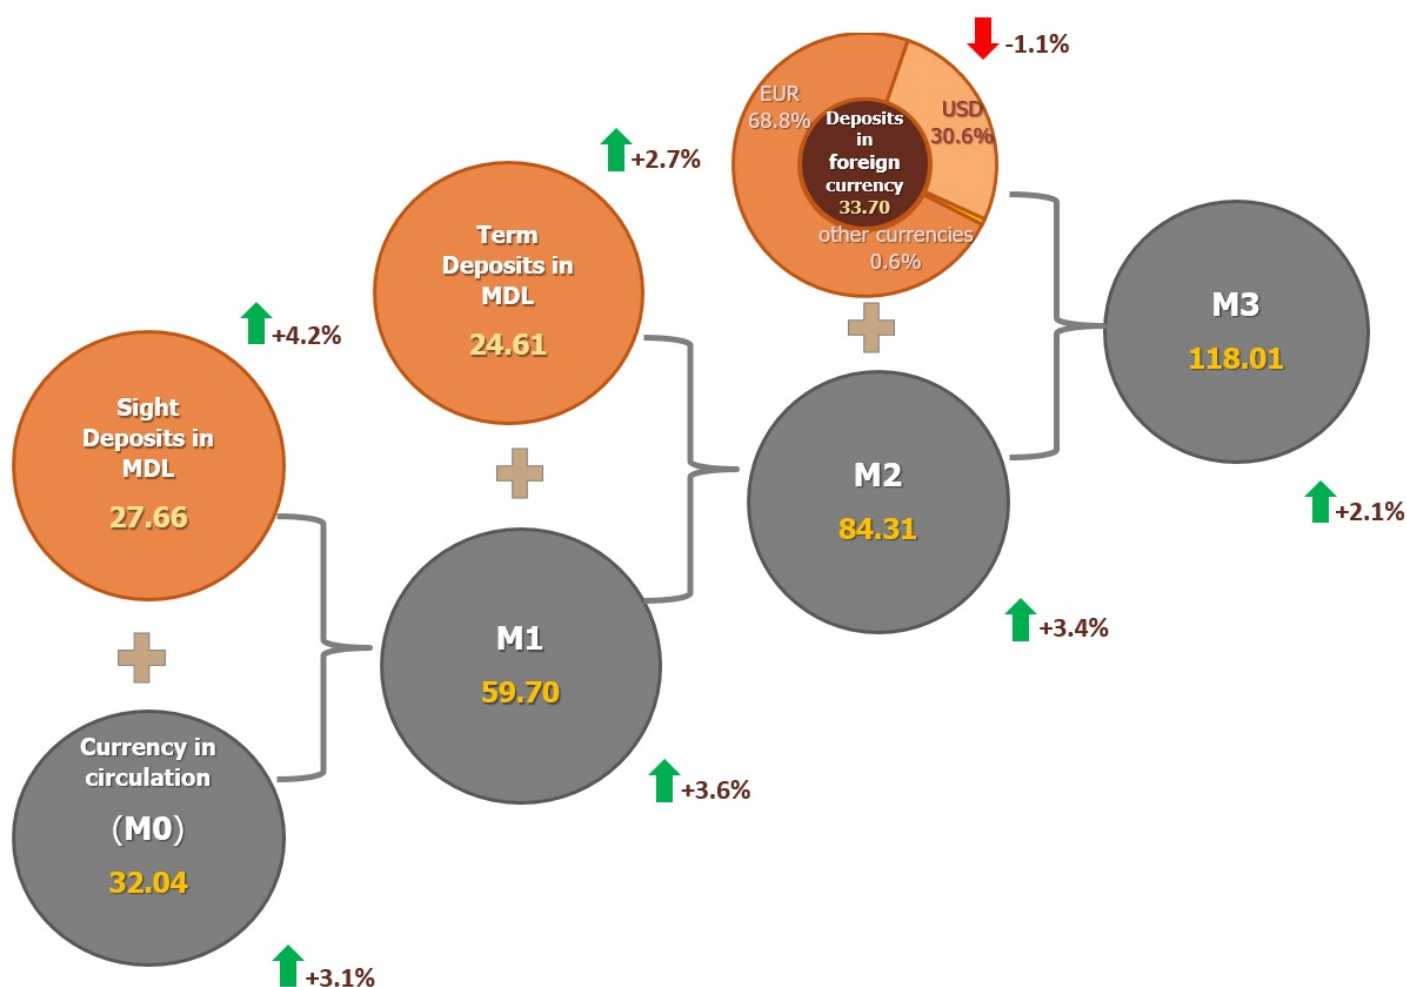 -1.1%
EUR
68.8%
USD
30.6%
Deposits
in
foreign
currency
33.70
other currencies
0.6%
+2.7%
Term
Deposits in
MDL
24.61
M3
118.01
+2.1%
+4.2%
Sight
Deposits in
MDL
27.66
M2
84.31
+3.4%
M1
59.70
+3.6%
Currency in
circulation
(M0)
32.04
+3.1%